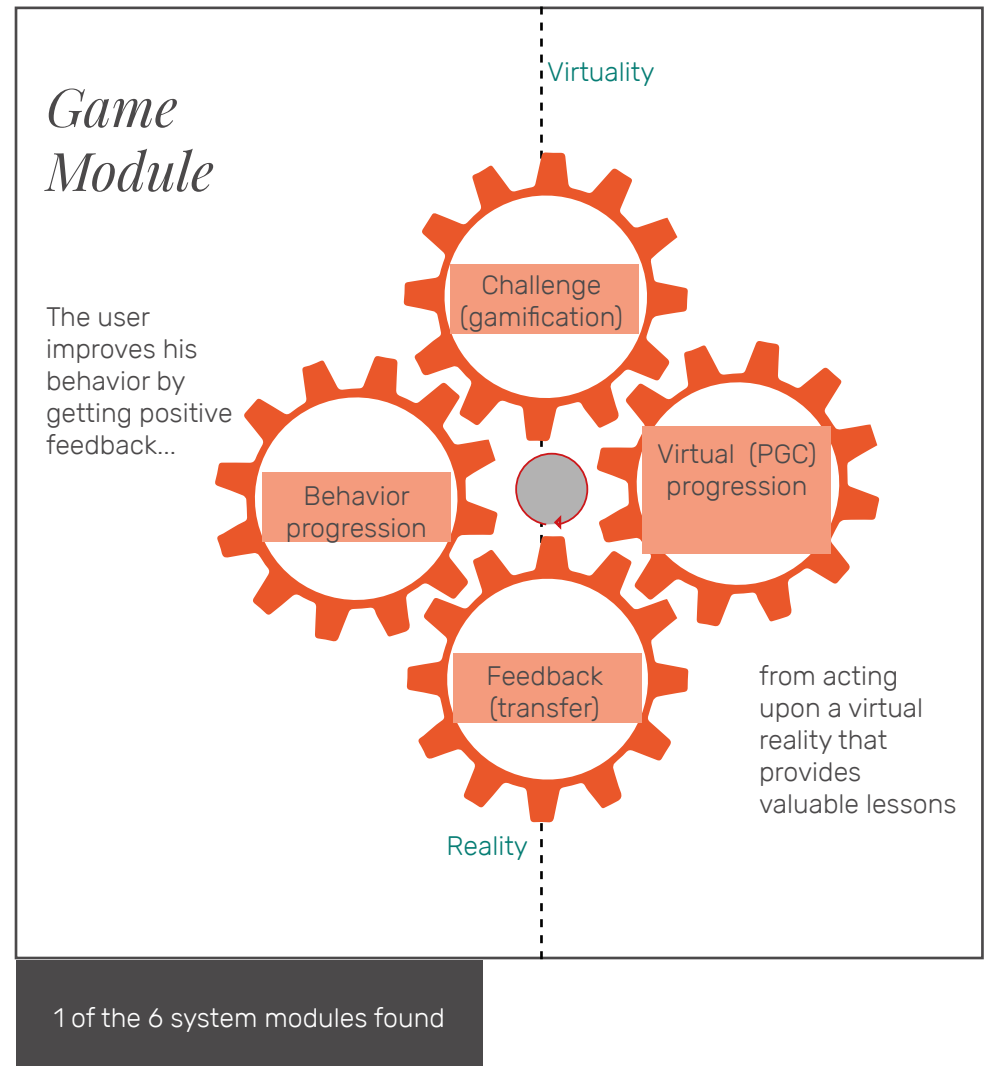 Virtuality
Game
Module
Challenge
(gamification)
The user
improves his
behavior by
getting positive
feedback...
Virtual (PGC)
progression
Behavior
progression
Feedback
(transfer)
from acting
upon a virtual
reality that
provides
valuable lessons
Reality
1 of the 6 system modules found